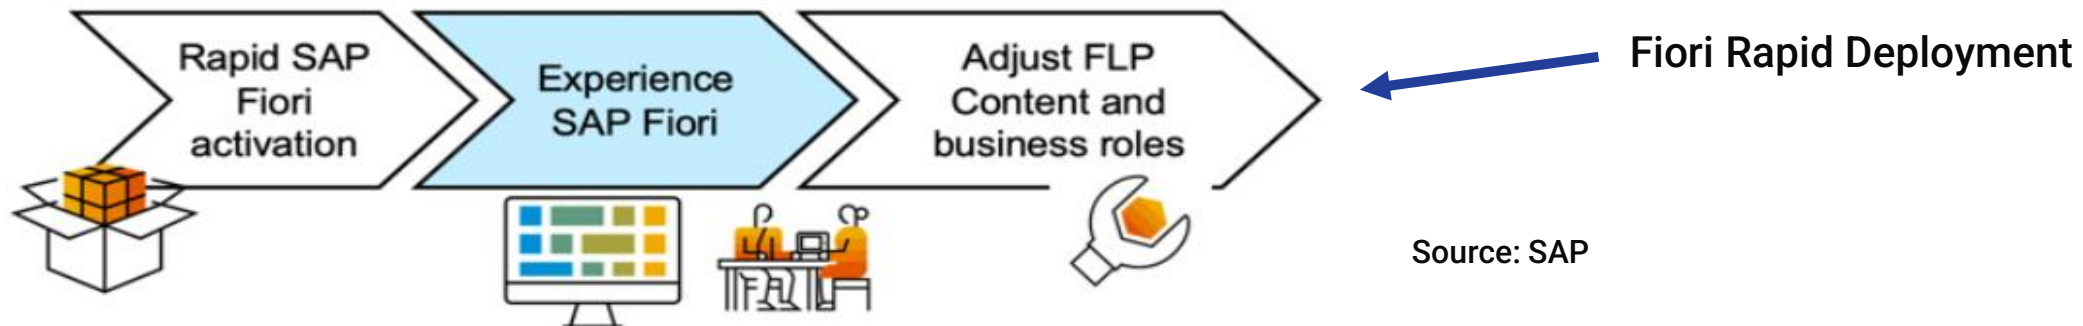 Rapid SAP
Fiori
activation
Experience
SAP Fiori
Adjust FLP
Content and
business roles
Fiori Rapid Deployment
Source: SAP